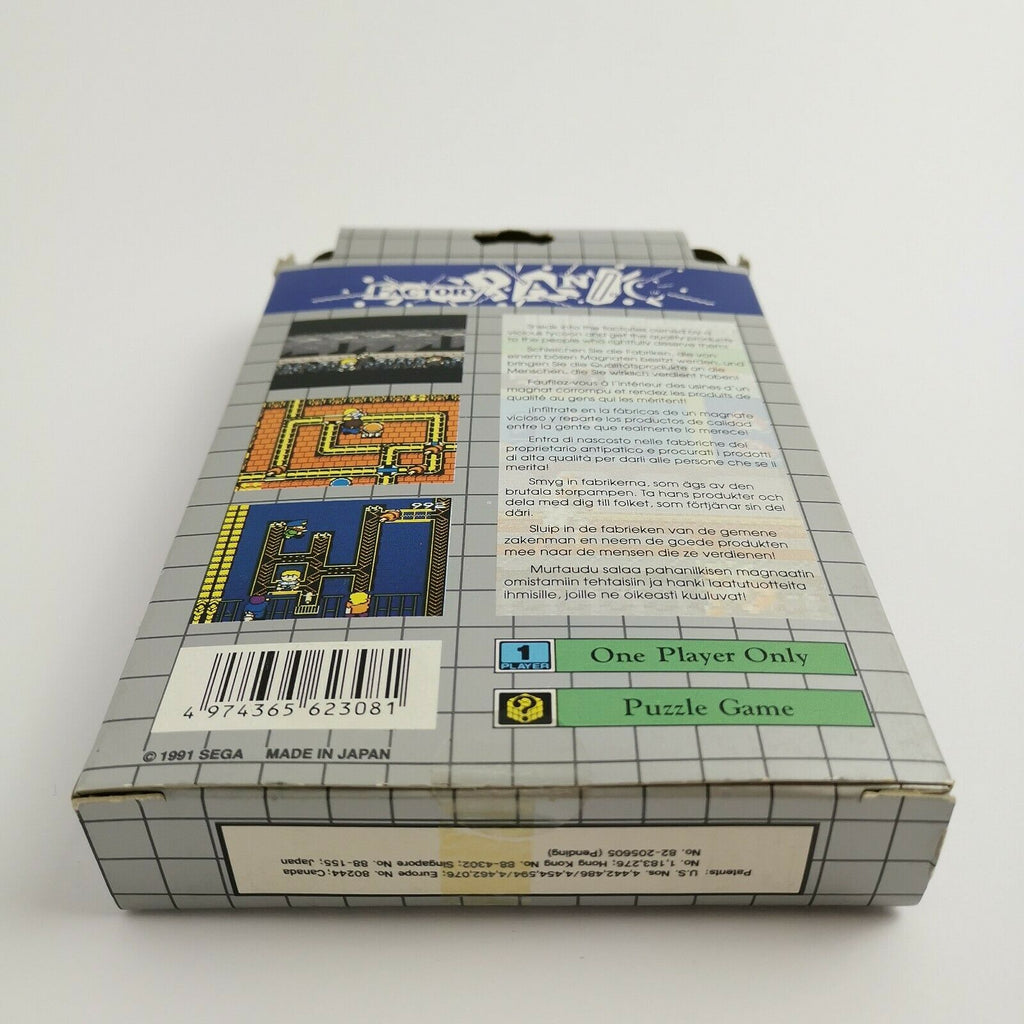 FACTORY PANIC
Sneak into the factories owned by a
vicious tycoon and get the quality products
to the people who rightfully deserve them!
Schleichen Sie die Fabriken, die von
einem bösen Magnaten besitzt werden, und
bringen Sie die Qualitätsprodukte an die
Menschen, die Sie wirklich verdient haben!
Faufilez-vous à l'intérieur des usines d'un
magnat corrompu et rendez les produits de
qualité au gens qui les méritent!
¡Infiltrate en la fábricas de un magnate
vicioso y reparte los productos de calidad
entre la gente que realmente lo merece!
Entra di nascosto nelle fabbriche del
proprietario antipatico e procurati i prodotti
di alta qualità per darli alle persone che se li
merita!
Smyg in fabrikerna, som ägs av den
brutala storpampen. Ta hans produkter och
dela med dig till folket, som förtjänar sin del
däri.
Sluip in de fabrieken van de gemene
zakenman en neem de goede produkten
mee naar de mensen die ze verdienen!
Murtaudu salaa pahanilkisen magnaatin
omistamiin tehtaisiin ja hanki laatutuotteita
ihmisille, joille ne oikeasti kuuluvat!
1
PLAYER
One Player Only
?
Puzzle Game
4 974365 623081
© 1991 SEGA MADE IN JAPAN
Patents: U.S. Nos. 4,442,486/4,454,594/4,462,076; Europe No. 80244; Canada
No. 1,183,276; Hong Kong No. 88-4302; Singapore No. 88-155; Japan
No. 82-205605 (Pending)